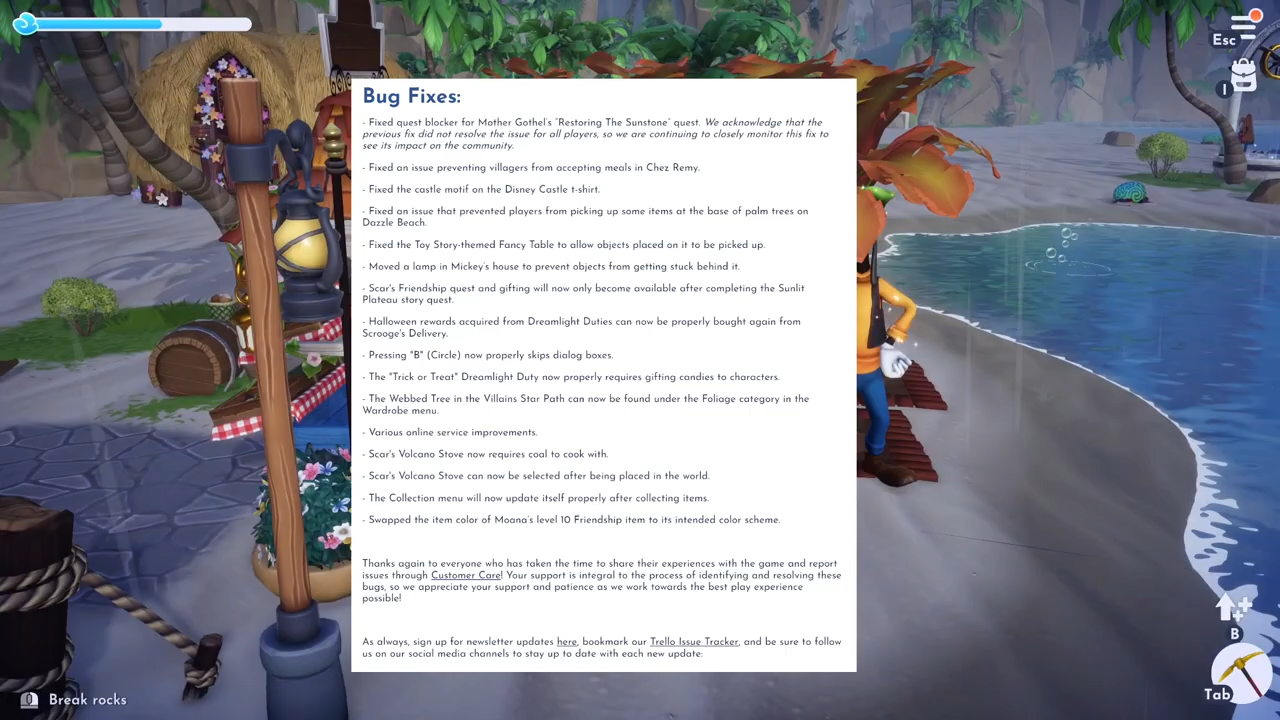 Esc
I
Bug Fixes:
- Fixed quest blocker for Mother Gothel's "Restoring The Sunstone" quest. We acknowledge that the
previous fix did not resolve the issue for all players, so we are continuing to closely monitor this fix to
see its impact on the community.
- Fixed an issue preventing villagers from accepting meals in Chez Remy.
- Fixed the castle motif on the Disney Castle t-shirt.
- Fixed an issue that prevented players from picking up some items at the base of palm trees on
Dazzle Beach.
- Fixed the Toy Story-themed Fancy Table to allow objects placed on it to be picked up.
- Moved a lamp in Mickey's house to prevent objects from getting stuck behind it.
- Scar's Friendship quest and gifting will now only become available after completing the Sunlit
Plateau story quest.
- Halloween rewards acquired from Dreamlight Duties can now be properly bought again from
Scrooge's Delivery.
- Pressing "B" (Circle) now properly skips dialog boxes.
- The "Trick or Treat" Dreamlight Duty now properly requires gifting candies to characters.
- The Webbed Tree in the Villains Star Path can now be found under the Foliage category in the
Wardrobe menu.
- Various online service improvements.
- Scar's Volcano Stove now requires coal to cook with.
- Scar's Volcano Stove can now be selected after being placed in the world.
- The Collection menu will now update itself properly after collecting items.
- Swapped the item color of Moana's level 10 Friendship item to its intended color scheme.
Thanks again to everyone who has taken the time to share their experiences with the game and report
issues through Customer Care! Your support is integral to the process of identifying and resolving these
bugs, so we appreciate your support and patience as we work towards the best play experience
possible!
As always, sign up for newsletter updates here, bookmark our Trello Issue Tracker, and be sure to follow
us on our social media channels to stay up to date with each new update:
B
Tab
Break rocks